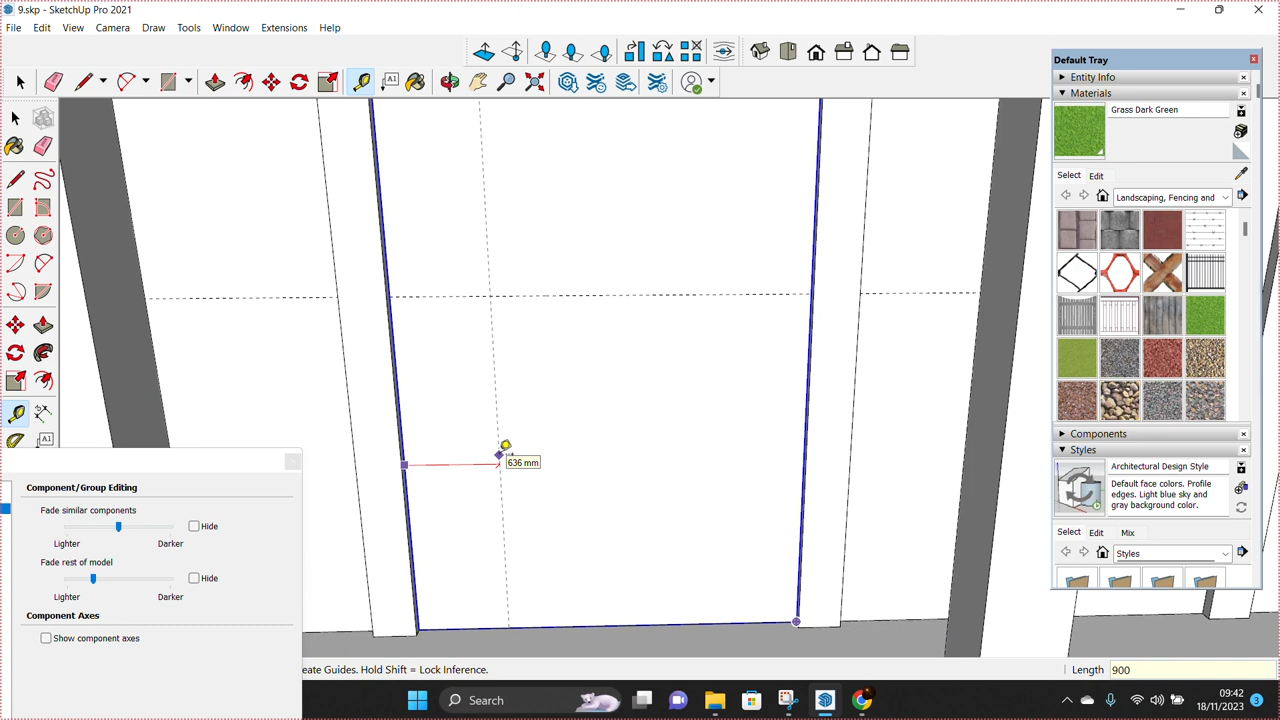 9.skp - SketchUp Pro 2021
File Edit View Camera Draw Tools Window Extensions Help
A1
Default Tray
Entity Info
Materials
Grass Dark Green
Select Edit
Landscaping, Fencing and
A1
636 mm
Components
Styles
Architectural Design Style
Default face colors. Profile
edges. Light blue sky and
gray background color.
Select Edit Mix
Styles
Component/Group Editing
Fade similar components
Hide
Lighter Darker
Fade rest of model
Hide
Lighter Darker
Component Axes
Show component axes
eate Guides. Hold Shift = Lock Inference.
Length 900
Search
09:42
18/11/2023
3